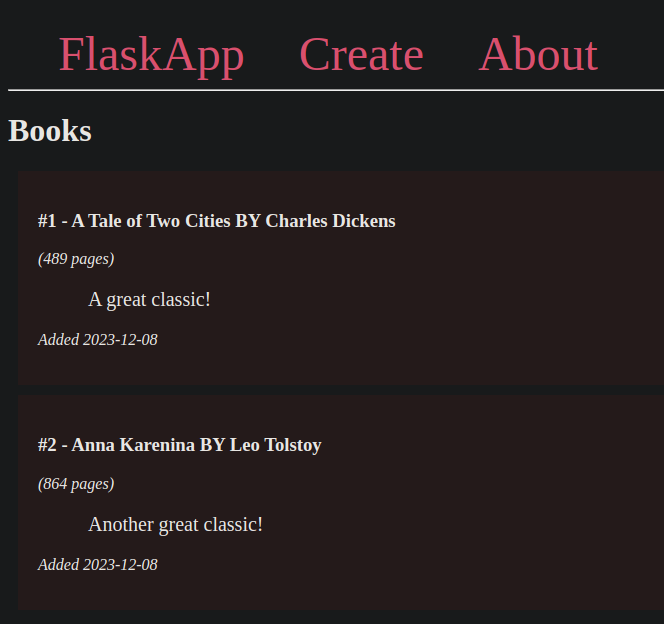 FlaskApp Create About
Books
#1 - A Tale of Two Cities BY Charles Dickens
(489 pages)
A great classic!
Added 2023-12-08
#2 - Anna Karenina BY Leo Tolstoy
(864 pages)
Another great classic!
Added 2023-12-08